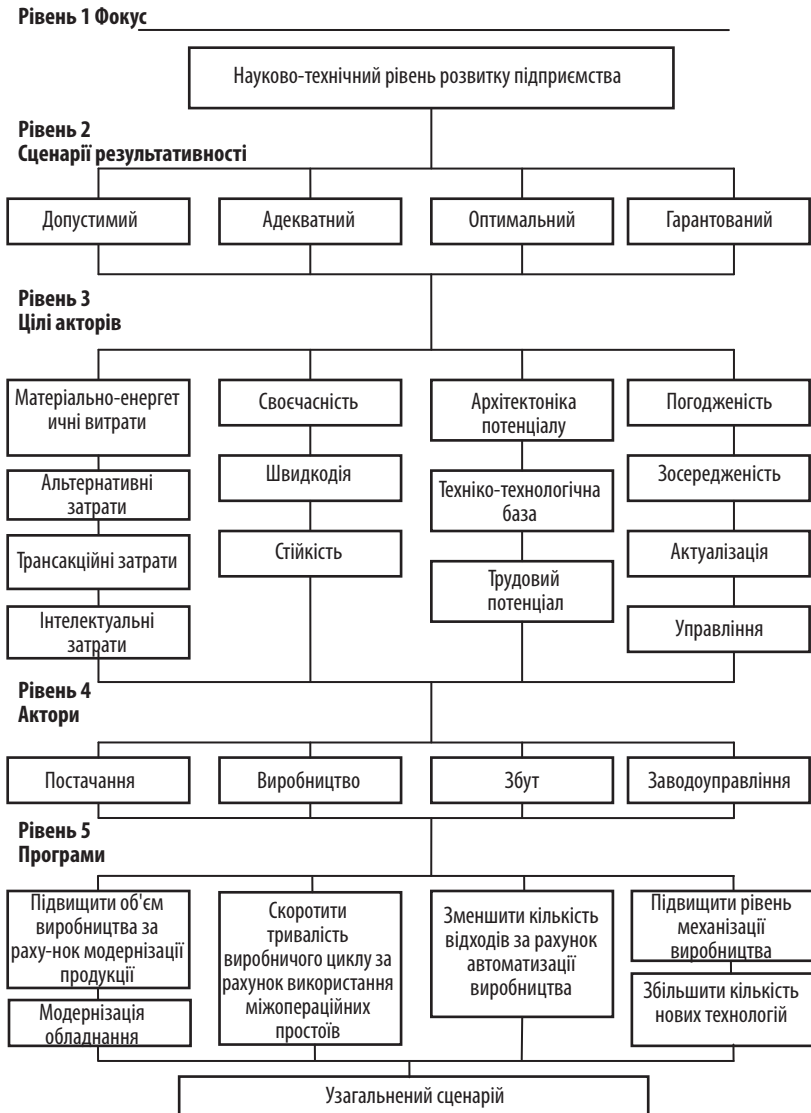 Рівень 1 Фокус
Науково-технічний рівень розвитку підприємства
Рівень 2
Сценарії результативності
Допустимий
Адекватний
Оптимальний
Гарантований
Рівень 3
Цілі акторів
Матеріально-енергет
ичні витрати
Альтернативні
затрати
Трансакційні затрати
Інтелектуальні
затрати
Своєчасність
Швидкодія
Стійкість
Архітектоніка
потенціалу
Техніко-технологічна
база
Трудовий
потенціал
Погодженість
Зосередженість
Актуалізація
Управління
Рівень 4
Актори
Постачання
Виробництво
Збут
Заводоуправління
Рівень 5
Програми
Підвищити об'єм
виробництва за
раху-нок модернізації
продукції
Модернізація
обладнання
Скоротити
тривалість
виробничого циклу за
рахунок використання
міжопераційних
простоїв
Зменшити кількість
відходів за рахунок
автоматизації
виробництва
Підвищити рівень
механізації
виробництва
Збільшити кількість
нових технологій
Узагальнений сценарій